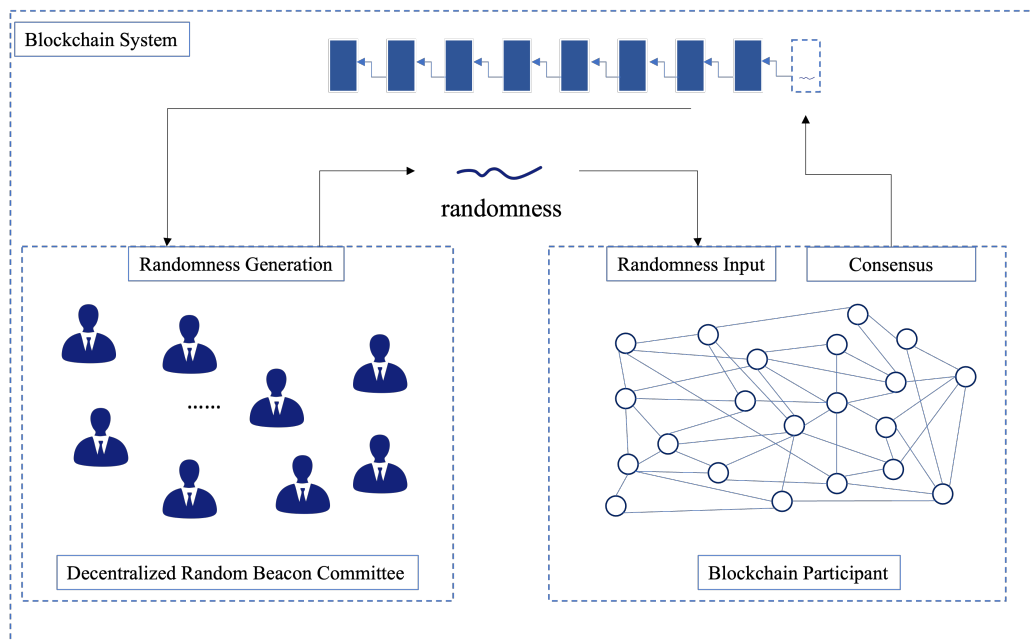 Blockchain System
randomness
Randomness Generation
Randomness Input
Consensus
......
Decentralized Random Beacon Committee
Blockchain Participant